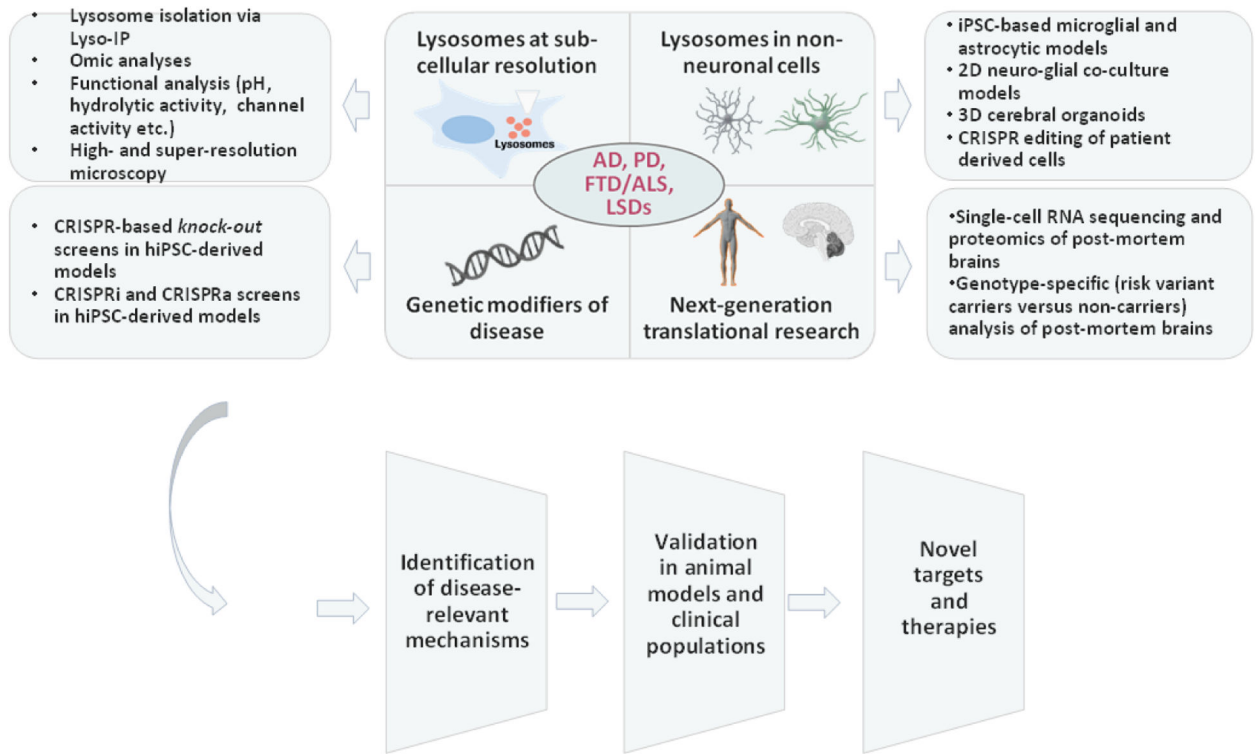 • Lysosome isolation via
Lyso-IP
• Omic analyses
• Functional analysis (pH,
hydrolytic activity, channel
activity etc.)
• High- and super-resolution
microscopy
Lysosomes at sub-
cellular resolution
Lysosomes
Lysosomes in non-
neuronal cells
• iPSC-based microglial and
astrocytic models
• 2D neuro-glial co-culture
models
• 3D cerebral organoids
• CRISPR editing of patient
derived cells
AD, PD,
FTD/ALS,
LSDs
• CRISPR-based knock-out
screens in hiPSC-derived
models
• CRISPRi and CRISPRa screens
in hiPSC-derived models
Genetic modifiers of
disease
Next-generation
translational research
•Single-cell RNA sequencing and
proteomics of post-mortem
brains
•Genotype-specific (risk variant
carriers versus non-carriers)
analysis of post-mortem brains
Identification
of disease-
relevant
mechanisms
Validation
in animal
models and
clinical
populations
Novel
targets
and
therapies